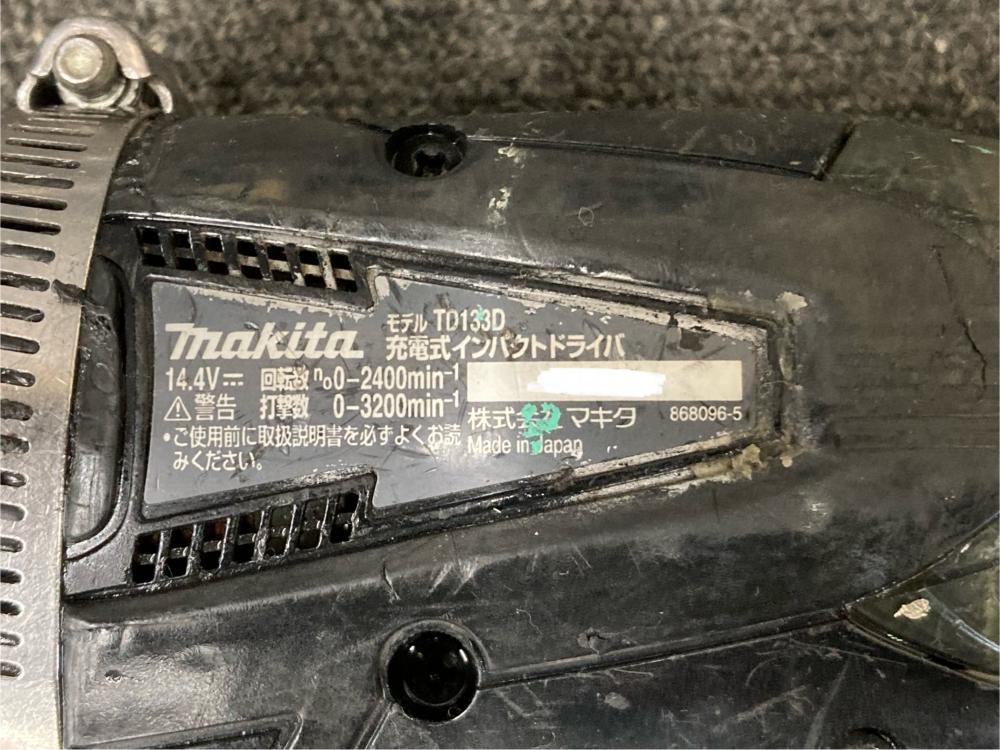 makita
モデル TD133D
充電式インパクトドライバ
14.4V⎓ 回転数 n₀0-2400min⁻¹
⚠警告 打撃数 0-3200min⁻¹
•ご使用前に取扱説明書を必ずよくお読
みください。
株式会社 マキタ 868096-5
Made in Japan